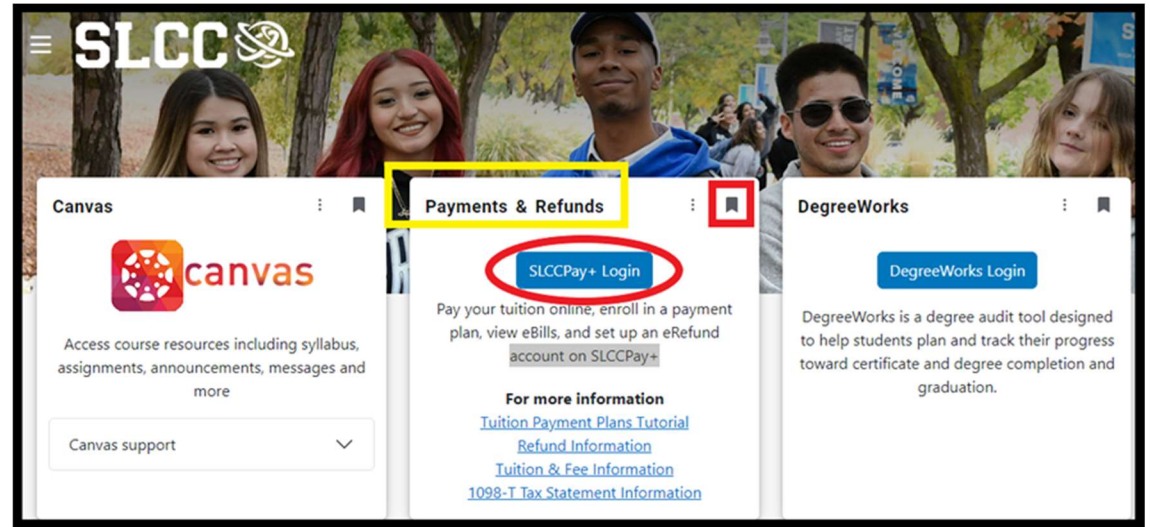 SLCC
WELCOME
Canvas
canvas
Access course resources including syllabus,
assignments, announcements, messages and
more
Canvas support
Payments & Refunds
SLCCPay+ Login
Pay your tuition online, enroll in a payment
plan, view eBills, and set up an eRefund
account on SLCCPay+
For more information
Tuition Payment Plans Tutorial
Refund Information
Tuition & Fee Information
1098-T Tax Statement Information
DegreeWorks
DegreeWorks Login
DegreeWorks is a degree audit tool designed
to help students plan and track their progress
toward certificate and degree completion and
graduation.